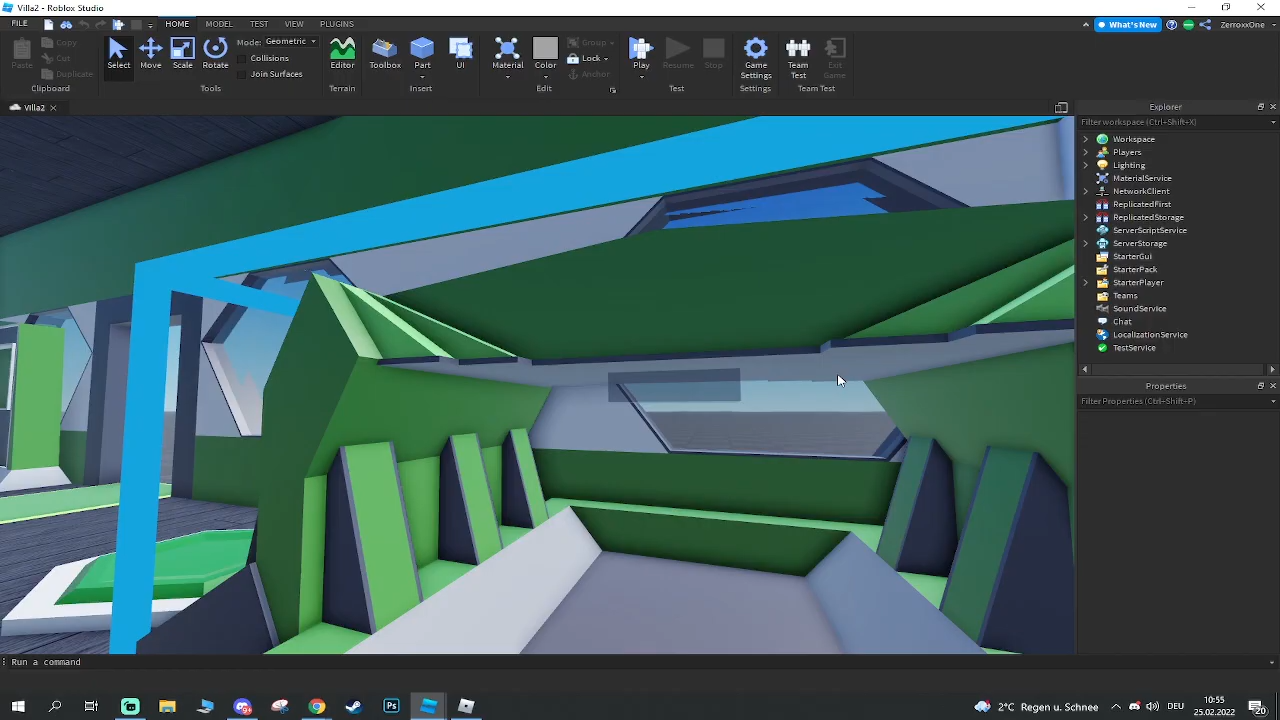 Villa2 - Roblox Studio
FILE HOME MODEL TEST VIEW PLUGINS
What's New ZeroxxOne
Paste Copy Cut Duplicate Select Move Scale Rotate Mode: Geometric Collisions Join Surfaces Editor Toolbox Part UI Material Color Group Lock Anchor Play Resume Stop Game Settings Team Test Exit Game
Clipboard Tools Terrain Insert Edit Test Settings Team Test
Villa2
Explorer
Filter workspace (Ctrl+Shift+X)
Workspace
Players
Lighting
MaterialService
NetworkClient
ReplicatedFirst
ReplicatedStorage
ServerScriptService
ServerStorage
StarterGui
StarterPack
StarterPlayer
Teams
SoundService
Chat
LocalizationService
TestService
Properties
Filter Properties (Ctrl+Shift+P)
Run a command
Ps 2°C Regen u. Schnee DEU 10:55
25.02.2022 20